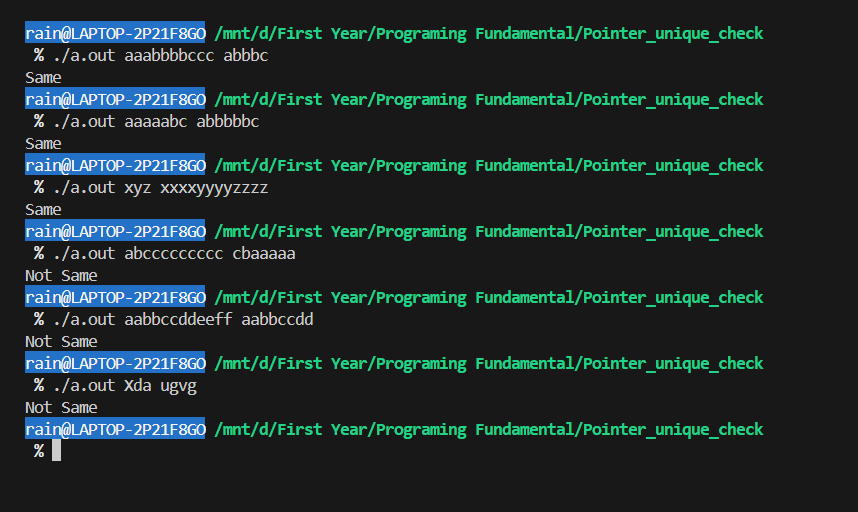 rain@LAPTOP-2P21F8GO /mnt/d/First Year/Programing Fundamental/Pointer_unique_check
% ./a.out aaabbbbccc abbbc
Same
rain@LAPTOP-2P21F8GO /mnt/d/First Year/Programing Fundamental/Pointer_unique_check
% ./a.out aaaaabc abbbbbc
Same
rain@LAPTOP-2P21F8GO /mnt/d/First Year/Programing Fundamental/Pointer_unique_check
% ./a.out xyz xxxxyyyyzzzz
Same
rain@LAPTOP-2P21F8GO /mnt/d/First Year/Programing Fundamental/Pointer_unique_check
% ./a.out abccccccccc cbaaaaa
Not Same
rain@LAPTOP-2P21F8GO /mnt/d/First Year/Programing Fundamental/Pointer_unique_check
% ./a.out aabbccddeeff aabbccdd
Not Same
rain@LAPTOP-2P21F8GO /mnt/d/First Year/Programing Fundamental/Pointer_unique_check
% ./a.out Xda ugvg
Not Same
rain@LAPTOP-2P21F8GO /mnt/d/First Year/Programing Fundamental/Pointer_unique_check
%